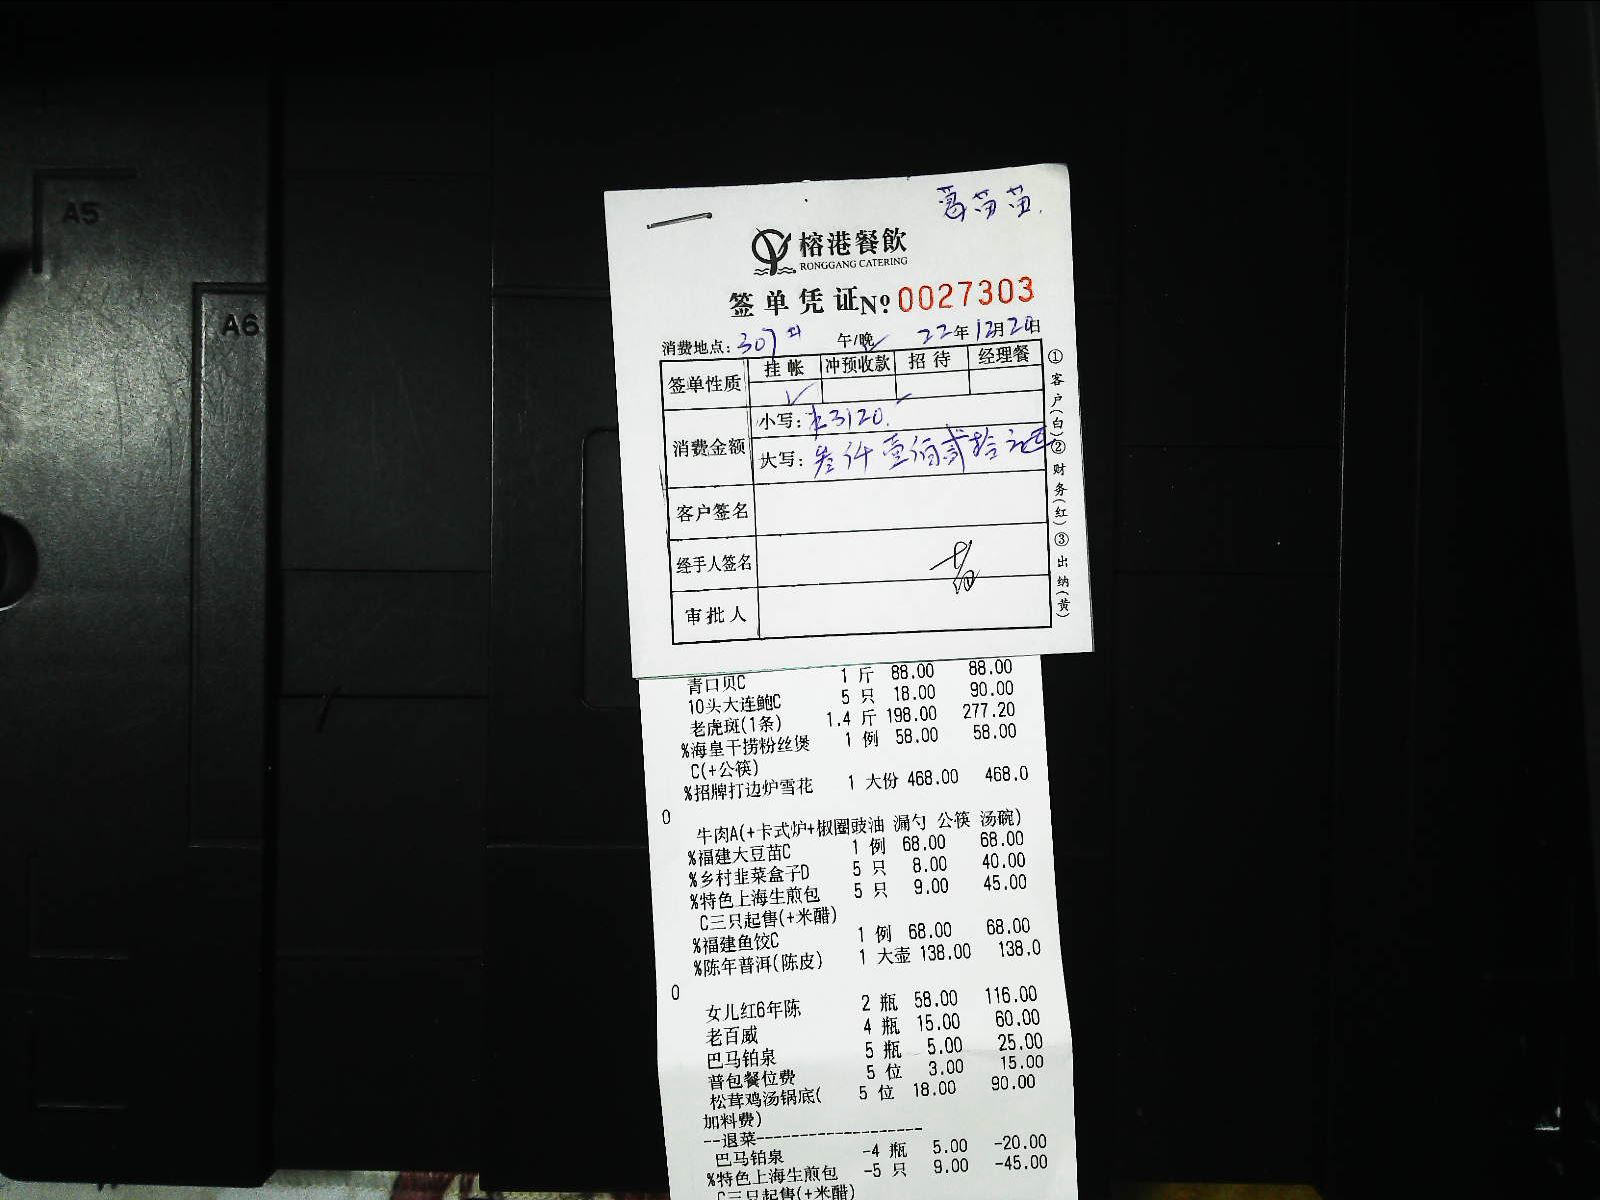 A5
A6
葛苗苗.
榕港餐飲
RONGGANG CATERING
签单凭证№:0027303
消费地点: 307 午/晚 22年12月20日
签单性质 挂帐 冲预收款 招待 经理餐
消费金额
小写: ¥3120.
大写: 叁仟壹佰贰拾元
客户签名
经手人签名
审批人
①客户(白)②财务(红)③出纳(黄)
青口贝C 1 斤 88.00 88.00
10头大连鲍C 5 只 18.00 90.00
老虎斑(1条) 1.4 斤 198.00 277.20
%海皇干捞粉丝煲 1 例 58.00 58.00
C(+公筷)
%招牌打边炉雪花 1 大份 468.00 468.0
0
牛肉A(+卡式炉+椒圈豉油 漏勺 公筷 汤碗)
%福建大豆苗C 1 例 68.00 68.00
%乡村韭菜盒子D 5 只 8.00 40.00
%特色上海生煎包 5 只 9.00 45.00
C三只起售(+米醋)
%福建鱼饺C 1 例 68.00 68.00
%陈年普洱(陈皮) 1 大壶 138.00 138.0
0
女儿红6年陈 2 瓶 58.00 116.00
老百威 4 瓶 15.00 60.00
巴马铂泉 5 瓶 5.00 25.00
普包餐位费 5 位 3.00 15.00
松茸鸡汤锅底( 5 位 18.00 90.00
加料费)
--退菜--------------------
巴马铂泉 -4 瓶 5.00 -20.00
%特色上海生煎包 -5 只 9.00 -45.00
C三只起售(+米醋)